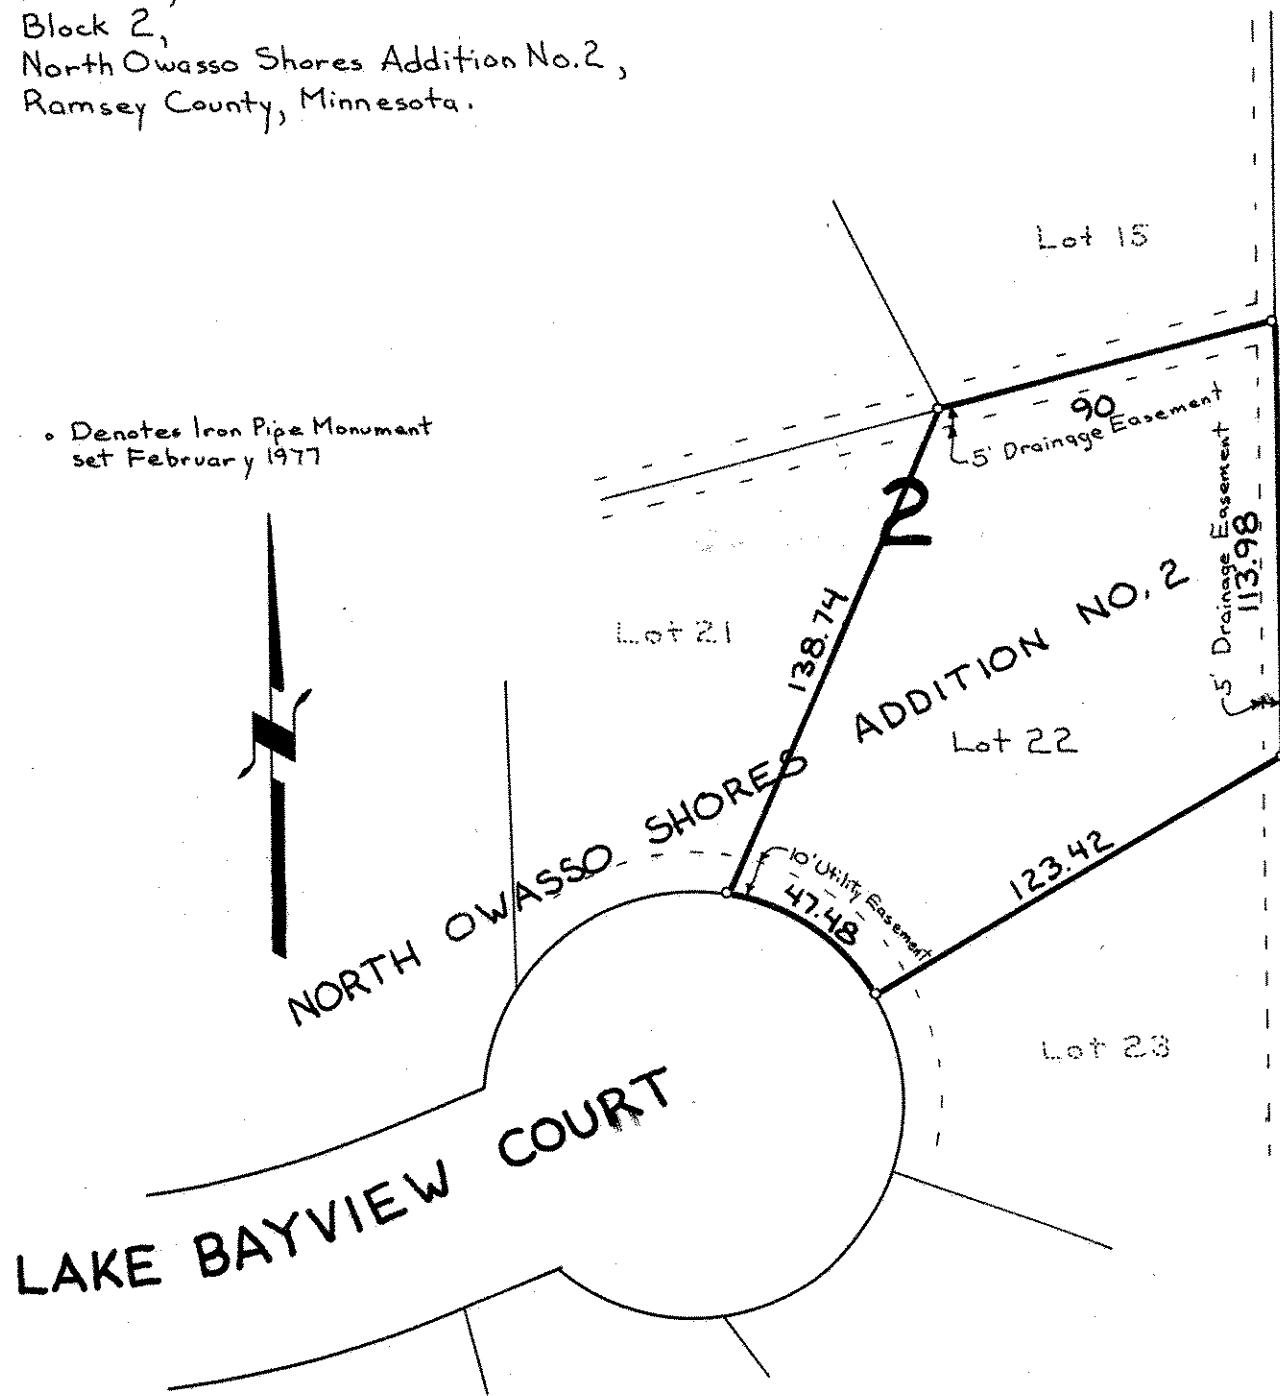 Block 2,
North Owasso Shores Addition No.2,
Ramsey County, Minnesota.
Lot 15
• Denotes Iron Pipe Monument
set February 1977
90
5' Drainage Easement
2
5' Drainage Easement
113.98
138.74
Lot 21
NORTH OWASSO SHORES ADDITION NO. 2
Lot 22
10' Utility Easement
47.48
123.42
Lot 23
LAKE BAYVIEW COURT